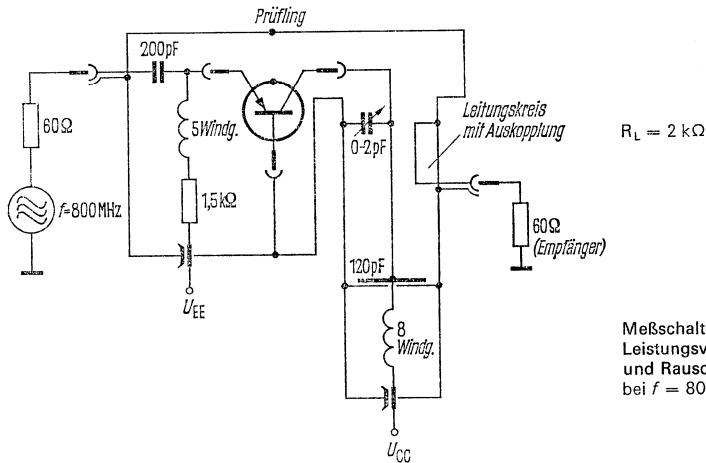 Prüfling
200pF
60Ω
5Windg.
0-2pF
Leitungskreis
mit Auskopplung
R_L = 2 kΩ
f=800MHz
1,5kΩ
60Ω
(Empfänger)
120pF
U_EE
8
Windg.
Meßschalt
Leistungsv
und Rausc
bei f = 80
U_CC